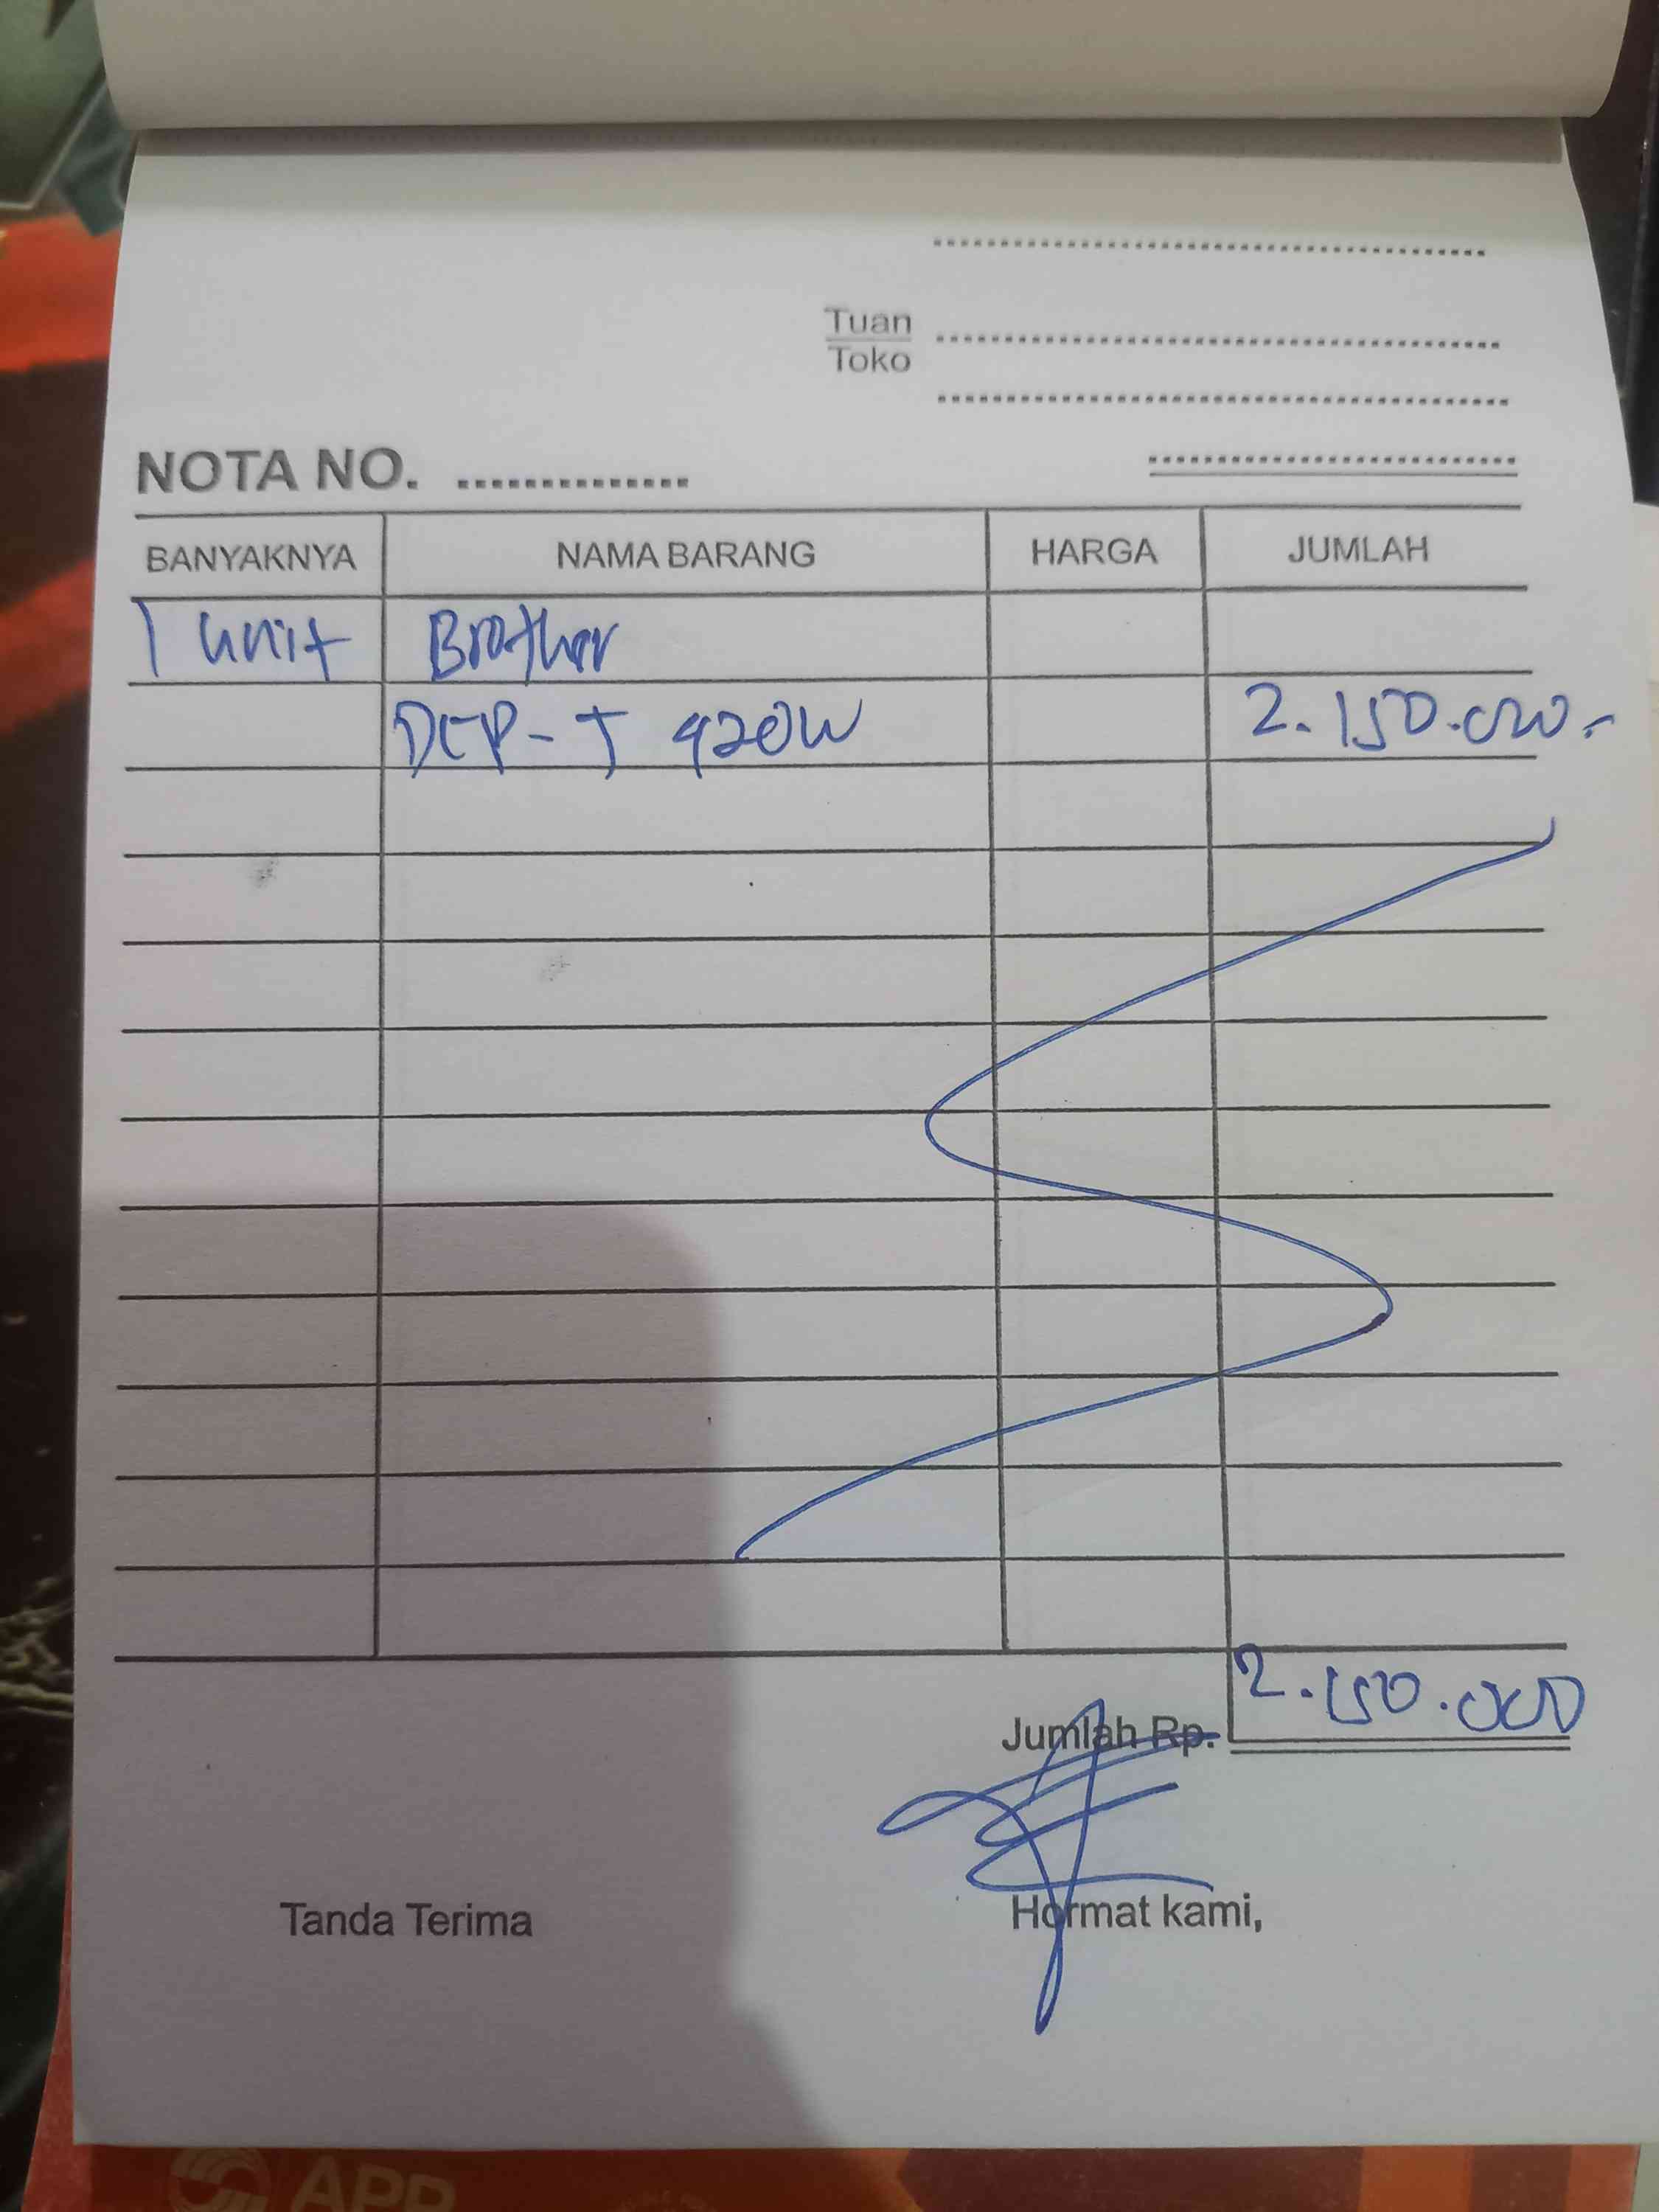 Tuan
Toko
NOTA NO.
BANYAKNYA NAMA BARANG HARGA JUMLAH
1 unit Brother
DCP-T 420W 2.150.000.-
2.150.000
Jumlah Rp.
Tanda Terima Hormat kami,
APP